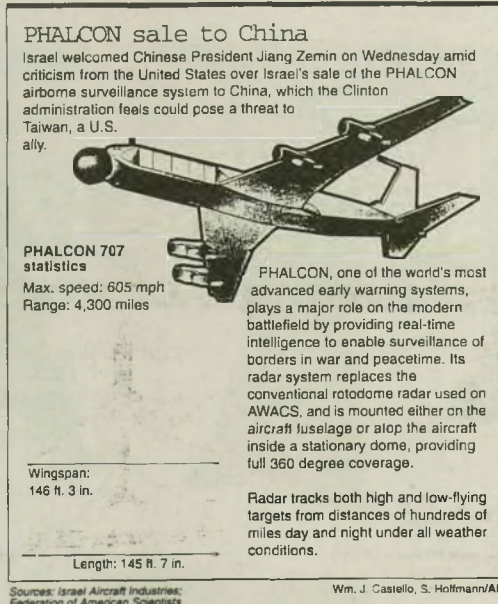 PHALCON sale to China
Israel welcomed Chinese President Jiang Zemin on Wednesday amid
criticism from the United States over Israel's sale of the PHALCON
airborne surveillance system to China, which the Clinton
administration feels could pose a threat to
Taiwan, a U.S.
ally.
PHALCON 707
statistics
Max. speed: 605 mph
Range: 4,300 miles
PHALCON, one of the world's most
advanced early warning systems,
plays a major role on the modern
battlefield by providing real-time
intelligence to enable surveillance of
borders in war and peacetime. Its
radar system replaces the
conventional rotodome radar used on
AWACS, and is mounted either on the
aircraft fuselage or atop the aircraft
inside a stationary dome, providing
full 360 degree coverage.
Radar tracks both high and low-flying
targets from distances of hundreds of
miles day and night under all weather
conditions.
Wingspan:
146 ft. 3 in.
Length: 145 ft. 7 in.
Sources: Israel Aircraft Industries;
Federation of American Scientists
Wm. J. Castello, S. Hoffmann/AP